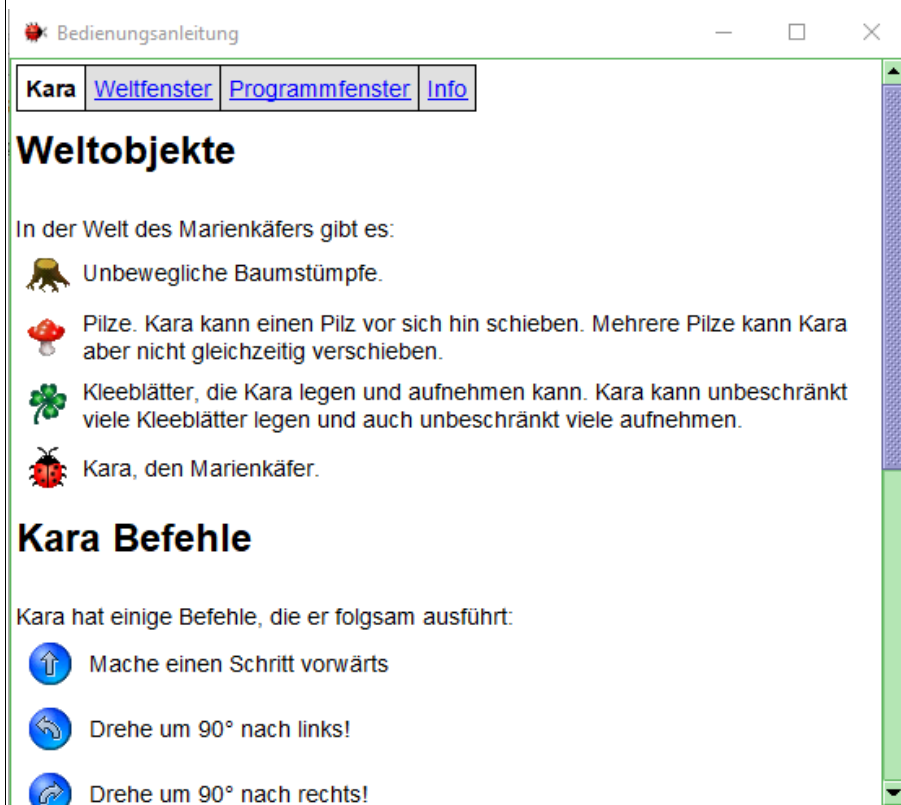 Bedienungsanleitung
Kara Weltfenster Programmfenster Info
Weltobjekte
In der Welt des Marienkäfers gibt es:
Unbewegliche Baumstümpfe.
Pilze. Kara kann einen Pilz vor sich hin schieben. Mehrere Pilze kann Kara
aber nicht gleichzeitig verschieben.
Kleeblätter, die Kara legen und aufnehmen kann. Kara kann unbeschränkt
viele Kleeblätter legen und auch unbeschränkt viele aufnehmen.
Kara, den Marienkäfer.
Kara Befehle
Kara hat einige Befehle, die er folgsam ausführt:
Mache einen Schritt vorwärts
Drehe um 90° nach links!
Drehe um 90° nach rechts!